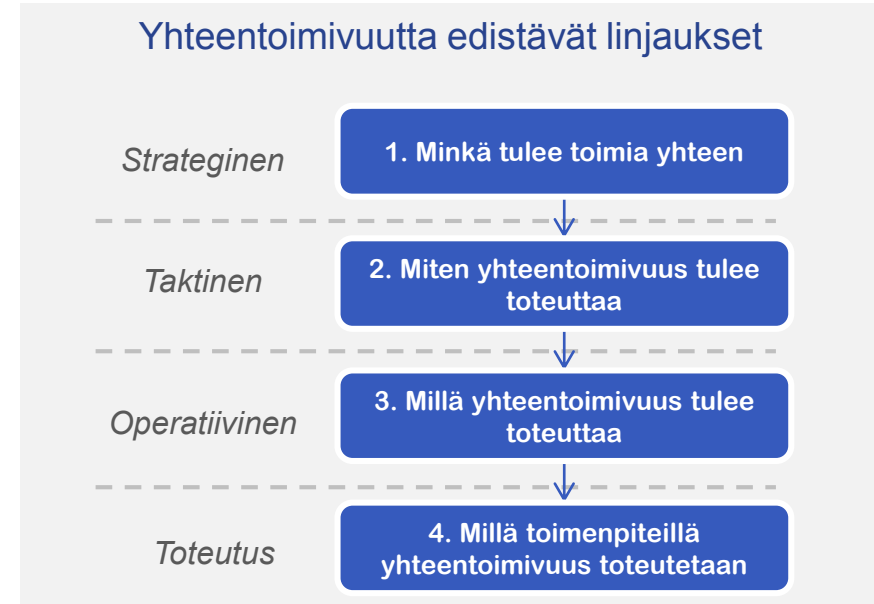 Yhteentoimivuutta edistävät linjaukset
Strateginen
1. Minkä tulee toimia yhteen
Taktinen
2. Miten yhteentoimivuus tulee
toteuttaa
Operatiivinen
3. Millä yhteentoimivuus tulee
toteuttaa
Toteutus
4. Millä toimenpiteillä
yhteentoimivuus toteutetaan